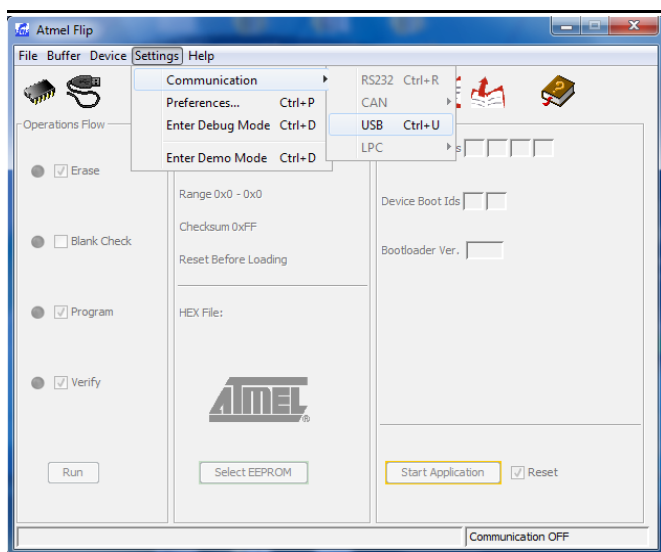 Atmel Flip
File Buffer Device Settings Help
Communication
Preferences... Ctrl+P
Enter Debug Mode Ctrl+D
Enter Demo Mode Ctrl+D
RS232 Ctrl+R
CAN
USB Ctrl+U
LPC
s
Operations Flow
Erase
Blank Check
Program
Verify
Run
Range 0x0 - 0x0
Checksum 0xFF
Reset Before Loading
HEX File:
ATMEL
®
Select EEPROM
Device Boot Ids
Bootloader Ver.
Start Application
Reset
Communication OFF